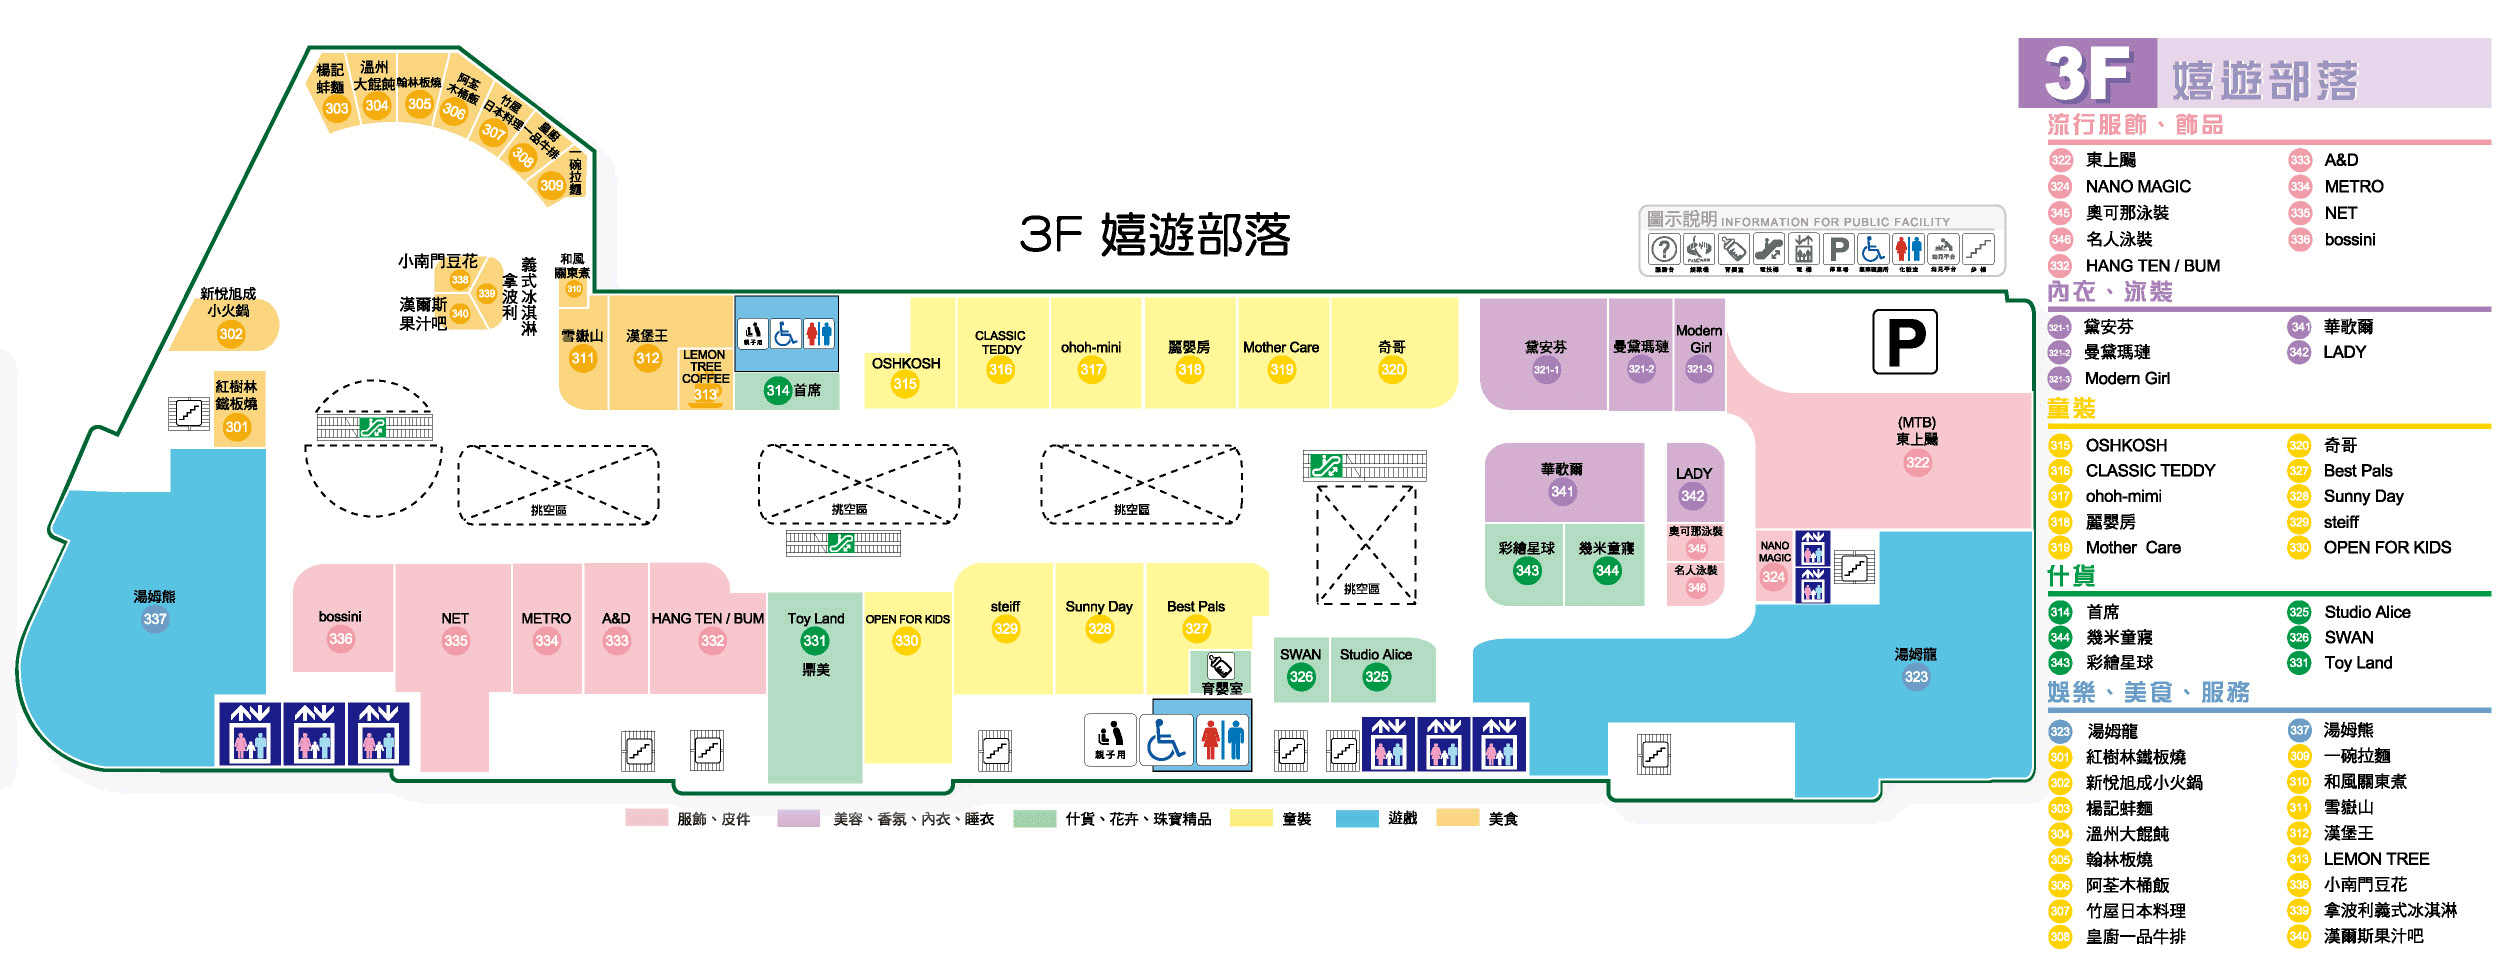 楊記
蚌麵
303
溫州
大餛飩
304
翰林板燒
305
阿荃
木桶飯
306
竹屋
日本料理
307
皇廚
一品牛排
308
一碗拉麵
309
小南門豆花
338
漢爾斯
果汁吧
340
339
拿波利
義式冰淇淋
和風
關東煮
310
新悅旭成
小火鍋
302
紅樹林
鐵板燒
301
3F 嬉遊部落
圖示說明 INFORMATION FOR PUBLIC FACILITY
P
雪嶽山
311
漢堡王
312
LEMON
TREE
COFFEE
313
親子用
314 首席
OSHKOSH
315
CLASSIC
TEDDY
316
ohoh-mini
317
麗嬰房
318
Mother Care
319
奇哥
320
黛安芬
321-1
曼黛瑪璉
321-2
Modern
Girl
321-3
P
(MTB)
東上颺
322
挑空區
挑空區
挑空區
挑空區
華歌爾
341
LADY
342
彩繪星球
343
幾米童寢
344
奧可那泳裝
345
名人泳裝
346
NANO
MAGIC
324
湯姆熊
337
bossini
336
NET
335
METRO
334
A&D
333
HANG TEN / BUM
332
Toy Land
331
鼎美
OPEN FOR KIDS
330
steiff
329
Sunny Day
328
Best Pals
327
育嬰室
親子用
SWAN
326
Studio Alice
325
湯姆龍
323
服飾、皮件
美容、香氛、內衣、睡衣
什貨、花卉、珠寶精品
童裝
遊戲
美食
3F 嬉遊部落
流行服飾、飾品
322 東上颺
324 NANO MAGIC
345 奧可那泳裝
346 名人泳裝
332 HANG TEN / BUM
333 A&D
334 METRO
335 NET
336 bossini
內衣、泳裝
321-1 黛安芬
321-2 曼黛瑪璉
321-3 Modern Girl
341 華歌爾
342 LADY
童裝
315 OSHKOSH
316 CLASSIC TEDDY
317 ohoh-mimi
318 麗嬰房
319 Mother Care
320 奇哥
327 Best Pals
328 Sunny Day
329 steiff
330 OPEN FOR KIDS
什貨
314 首席
344 幾米童寢
343 彩繪星球
325 Studio Alice
326 SWAN
331 Toy Land
娛樂、美食、服務
323 湯姆龍
301 紅樹林鐵板燒
302 新悅旭成小火鍋
303 楊記蚌麵
304 溫州大餛飩
305 翰林板燒
306 阿荃木桶飯
307 竹屋日本料理
308 皇廚一品牛排
337 湯姆熊
309 一碗拉麵
310 和風關東煮
311 雪嶽山
312 漢堡王
313 LEMON TREE
338 小南門豆花
339 拿波利義式冰淇淋
340 漢爾斯果汁吧